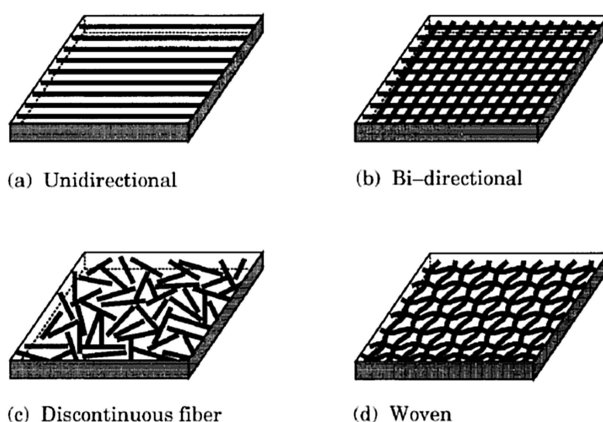 (a) Unidirectional
(b) Bi–directional
(c) Discontinuous fiber
(d) Woven